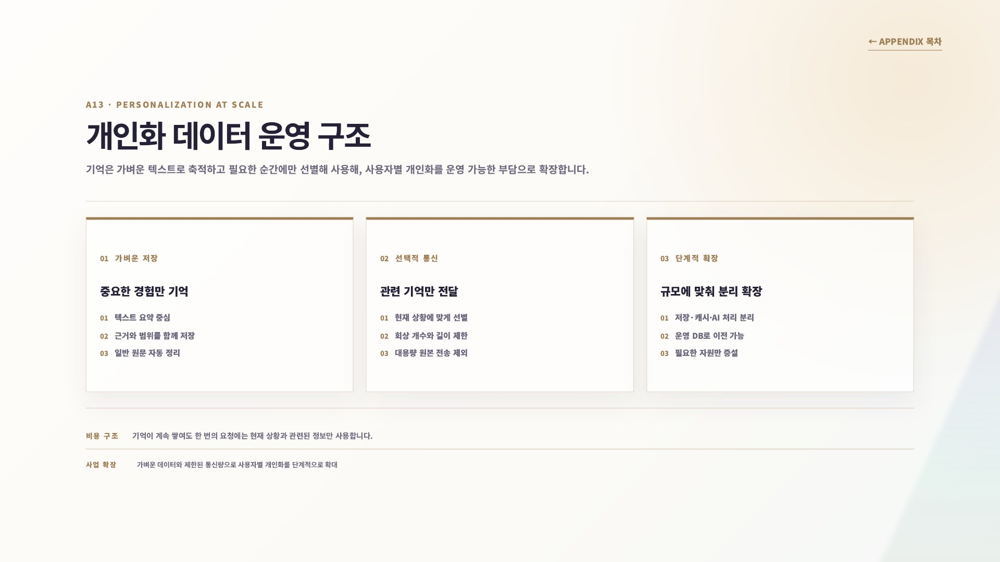 ← APPENDIX 목차
A13 · PERSONALIZATION AT SCALE
개인화 데이터 운영 구조
기억은 가벼운 텍스트로 축적하고 필요한 순간에만 선별해 사용해, 사용자별 개인화를 운영 가능한 부담으로 확장합니다.
01 가벼운 저장
중요한 경험만 기억
01 텍스트 요약 중심
02 근거와 범위를 함께 저장
03 일반 원문 자동 정리
02 선택적 통신
관련 기억만 전달
01 현재 상황에 맞게 선별
02 회상 개수와 길이 제한
03 대용량 원본 전송 제외
03 단계적 확장
규모에 맞춰 분리 확장
01 저장·캐시·AI 처리 분리
02 운영 DB로 이전 가능
03 필요한 자원만 증설
비용 구조 기억이 계속 쌓여도 한 번의 요청에는 현재 상황과 관련된 정보만 사용합니다.
사업 확장 가벼운 데이터와 제한된 통신량으로 사용자별 개인화를 단계적으로 확대